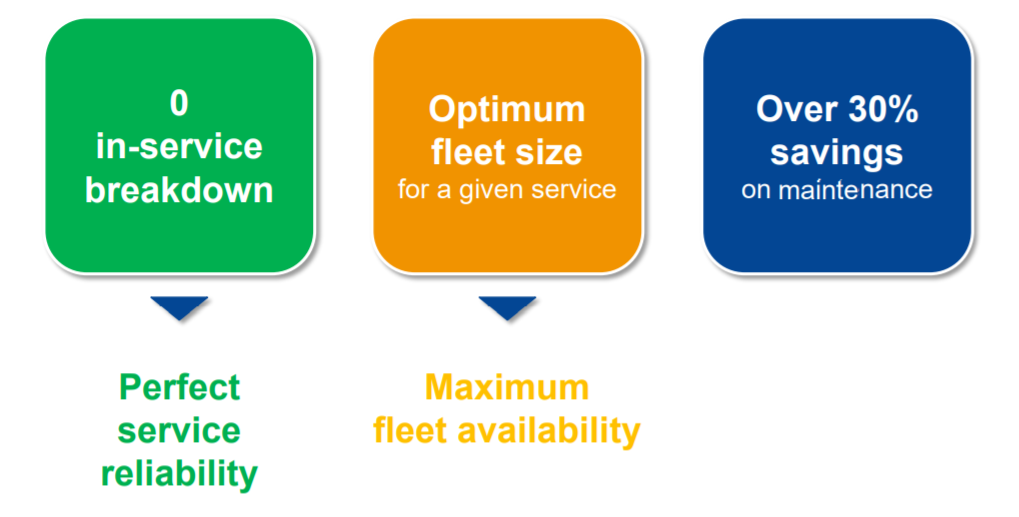 0
in-service
breakdown
Optimum
fleet size
for a given service
Over 30%
savings
on maintenance
Perfect
service
reliability
Maximum
fleet availability